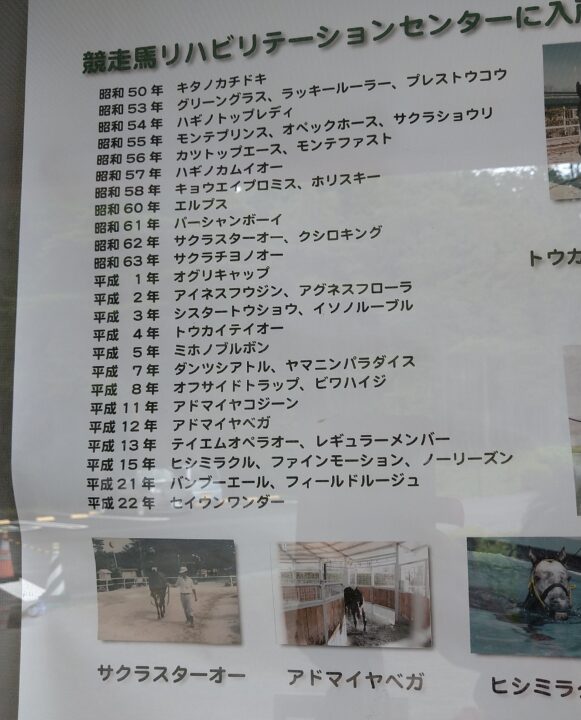 競走馬リハビリテーションセンターに入
昭和50年 キタノカチドキ
昭和53年 グリーングラス、ラッキールーラー、プレストウコウ
昭和54年 ハギノトップレディ
昭和55年 モンテプリンス、オペックホース、サクラショウリ
昭和56年 カツトップエース、モンテファスト
昭和57年 ハギノカムイオー
昭和58年 キョウエイプロミス、ホリスキー
昭和60年 エルプス
昭和61年 パーシャンボーイ
昭和62年 サクラスターオー、クシロキング
昭和63年 サクラチヨノオー
平成 1年 オグリキャップ
平成 2年 アイネスフウジン、アグネスフローラ
平成 3年 シスタートウショウ、イソノルーブル
平成 4年 トウカイテイオー
平成 5年 ミホノブルボン
平成 7年 ダンツシアトル、ヤマニンパラダイス
平成 8年 オフサイドトラップ、ビワハイジ
平成11年 アドマイヤコジーン
平成12年 アドマイヤベガ
平成13年 テイエムオペラオー、レギュラーメンバー
平成15年 ヒシミラクル、ファインモーション、ノーリーズン
平成21年 バンブーエール、フィールドルージュ
平成22年 セイウンワンダー
トウカ
サクラスターオー
アドマイヤベガ
ヒシミラ